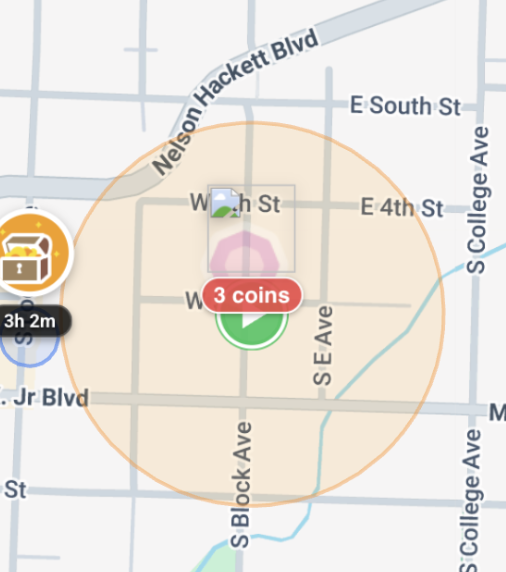 Nelson Hackett Blvd
E South St
S College Ave
W
h St
E 4th St
3h 2m
W
3 coins
S E Ave
. Jr Blvd
M
St
S Block Ave
S College Ave